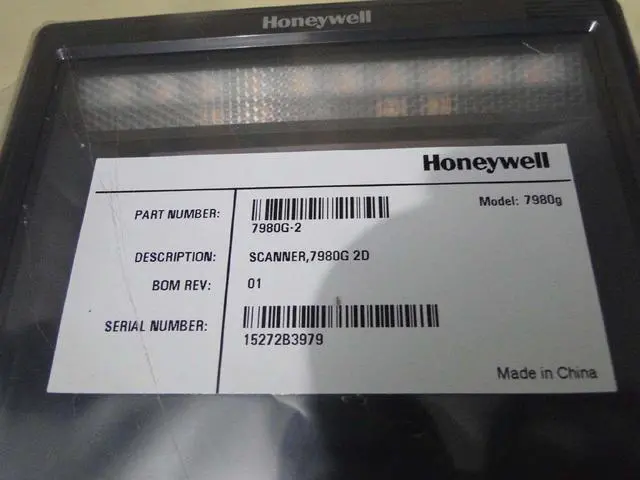 Honeywell
Honeywell
Model: 7980g
PART NUMBER:
7980G-2
DESCRIPTION: SCANNER,7980G 2D
BOM REV: 01
SERIAL NUMBER:
15272B3979
Made in China